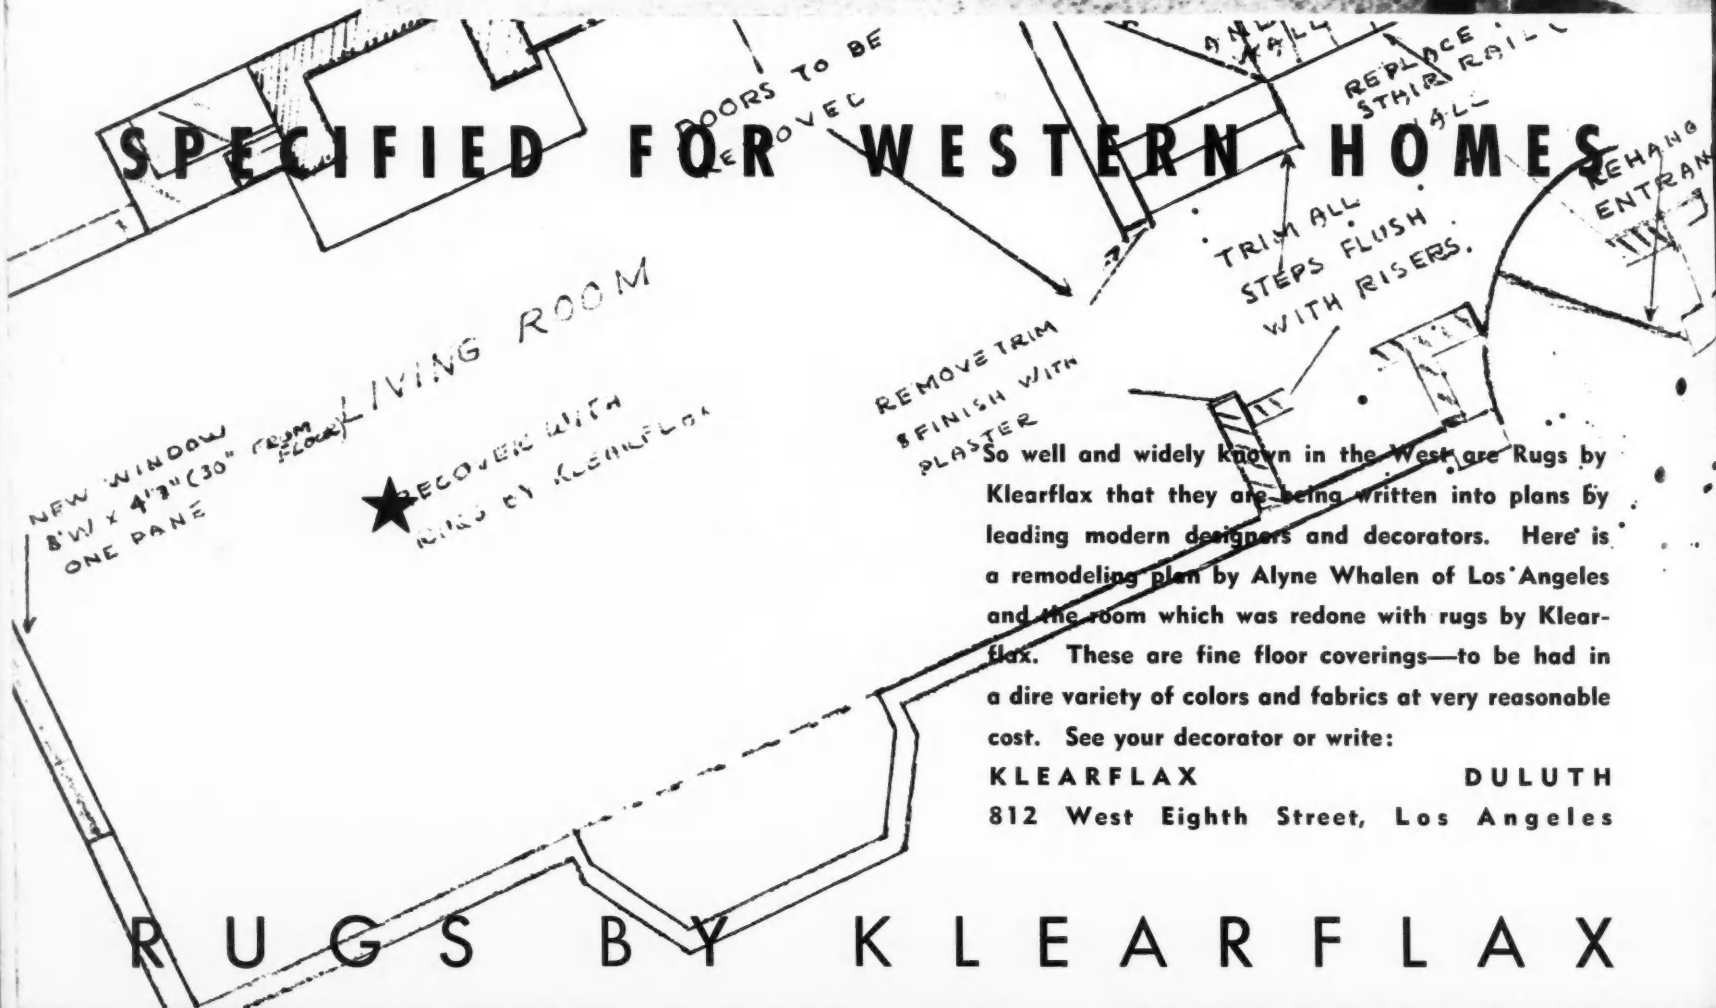 DOORS TO BE
REMOVED
AND
WALL
REPLACE
STAIR RAIL
WALL
SPECIFIED FOR WESTERN HOMES
REHANG
ENTRAN
TRIM ALL
STEPS FLUSH
WITH RISERS.
LIVING ROOM
REMOVE TRIM
& FINISH WITH
PLASTER
NEW WINDOW
8'W x 4'3" (30" FROM FLOOR)
ONE PANE
RECOVER WITH
RUGS BY KLEARFLAX
So well and widely known in the West are Rugs by
Klearflax that they are being written into plans by
leading modern designers and decorators. Here is
a remodeling plan by Alyne Whalen of Los Angeles
and the room which was redone with rugs by Klear-
flax. These are fine floor coverings—to be had in
a dire variety of colors and fabrics at very reasonable
cost. See your decorator or write:
KLEARFLAX DULUTH
812 West Eighth Street, Los Angeles
RUGS BY KLEARFLAX